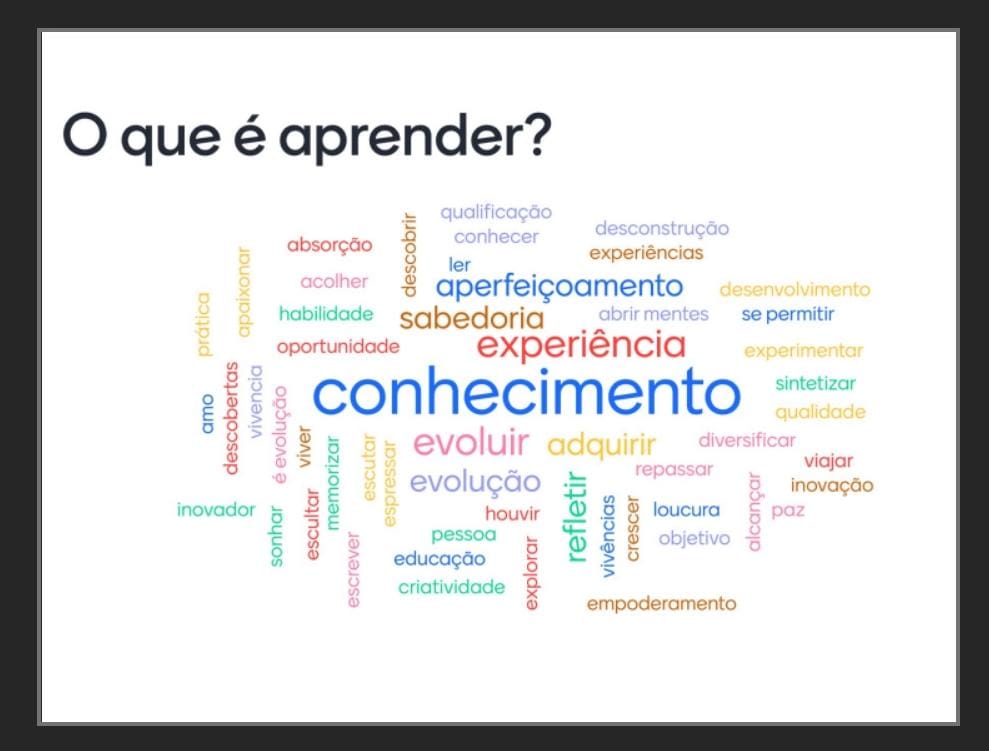 O que é aprender?
qualificação
conhecer
descobrir
desconstrução
experiências
absorção
ler
aperfeiçoamento
acolher
apaixonar
prática
desenvolvimento
habilidade
sabedoria
abrir mentes
se permitir
oportunidade
experiência
experimentar
conhecimento
sintetizar
qualidade
amo
descobertas
vivencia
é evolução
viver
memorizar
escutar
espressar
evoluir
adquirir
diversificar
repassar
viajar
inovação
evolução
inovador
sonhar
escultar
escrever
houvir
pessoa
educação
criatividade
explorar
refletir
vivências
crescer
loucura
objetivo
alcançar
paz
empoderamento